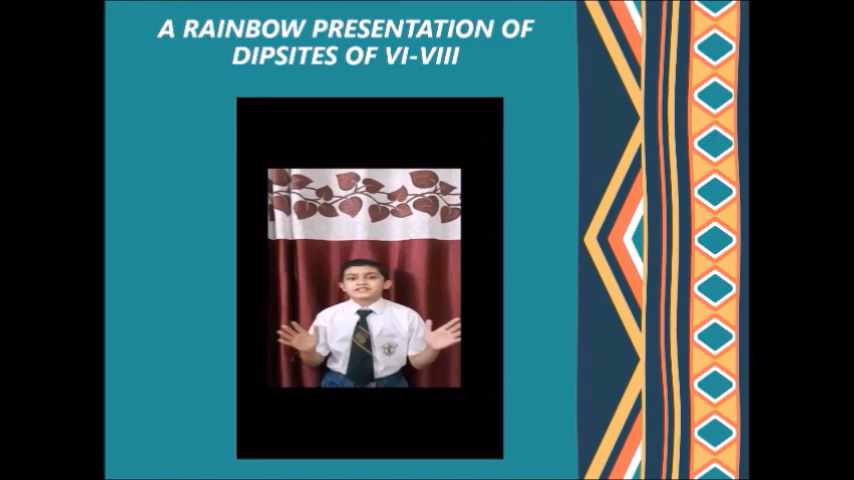 A RAINBOW PRESENTATION OF
DIPSITES OF VI-VIII